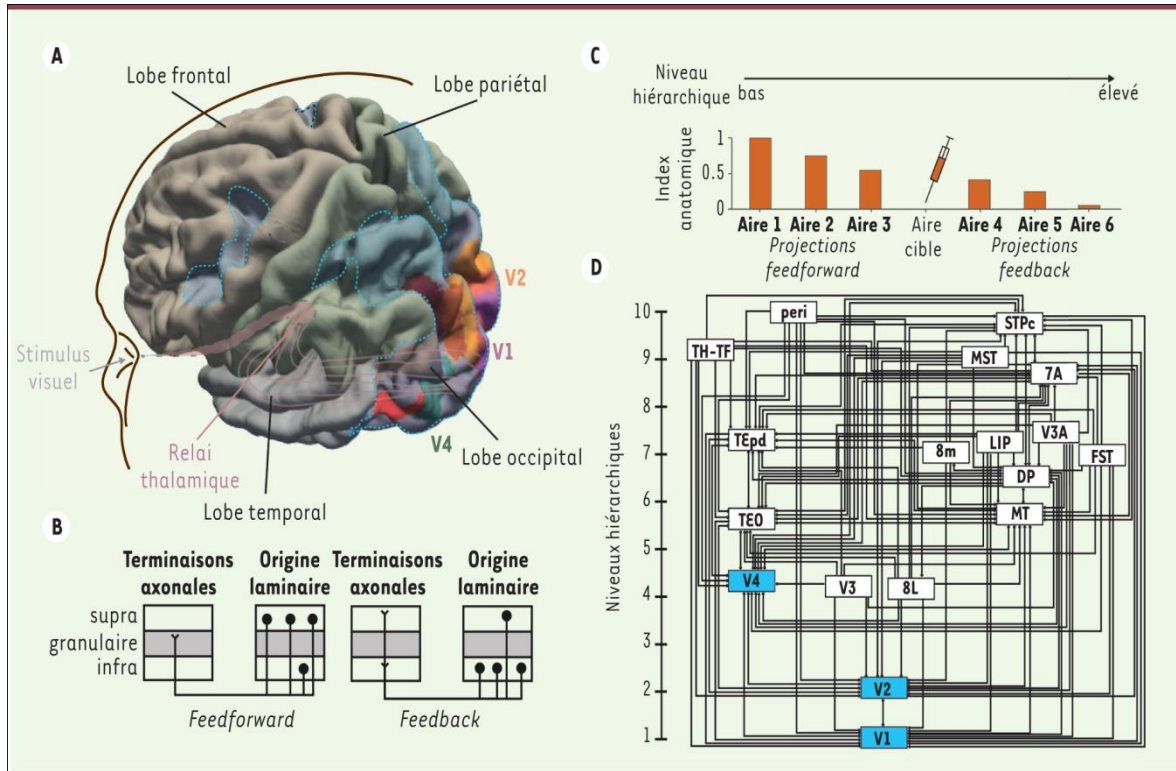 A
Lobe frontal
Lobe pariétal
V2
V1
V4
Stimulus
visuel
Relai
thalamique
Lobe temporal
Lobe occipital
B
Terminaisons
axonales
Origine
laminaire
Terminaisons
axonales
Origine
laminaire
supra
granulaire
infra
Feedforward
Feedback
C
Niveau
hiérarchique
bas
élevé
Index
anatomique
1
0.5
0
Aire 1
Aire 2
Aire 3
Aire
cible
Aire 4
Aire 5
Aire 6
Projections
feedforward
Projections
feedback
D
Niveaux hiérarchiques
10
9
8
7
6
5
4
3
2
1
peri
STPc
TH-TF
MST
7A
TEpd
8m
LIP
V3A
FST
DP
TEO
MT
V4
V3
8L
V2
V1